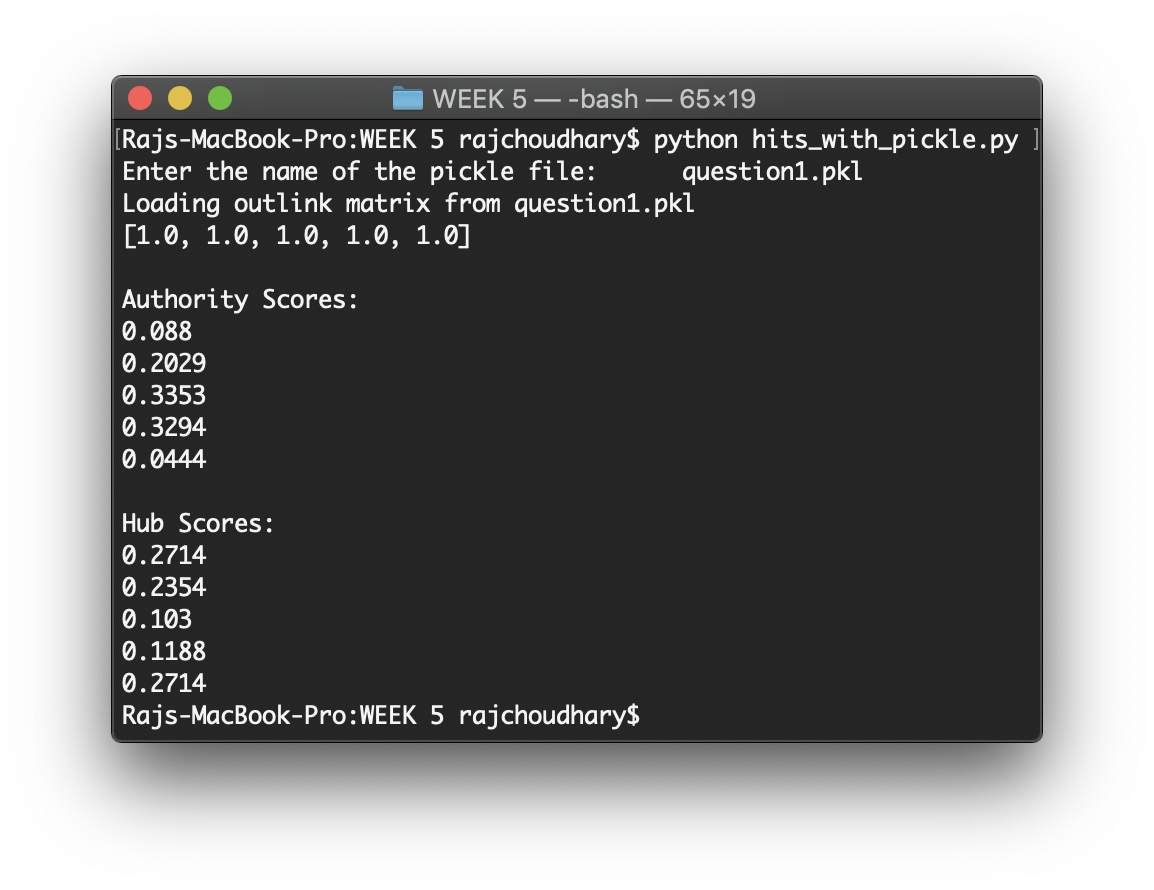 WEEK 5 — -bash — 65×19
[Rajs-MacBook-Pro:WEEK 5 rajchoudhary$ python hits_with_pickle.py ]
Enter the name of the pickle file:      question1.pkl
Loading outlink matrix from question1.pkl
[1.0, 1.0, 1.0, 1.0, 1.0]
Authority Scores:
0.088
0.2029
0.3353
0.3294
0.0444
Hub Scores:
0.2714
0.2354
0.103
0.1188
0.2714
Rajs-MacBook-Pro:WEEK 5 rajchoudhary$